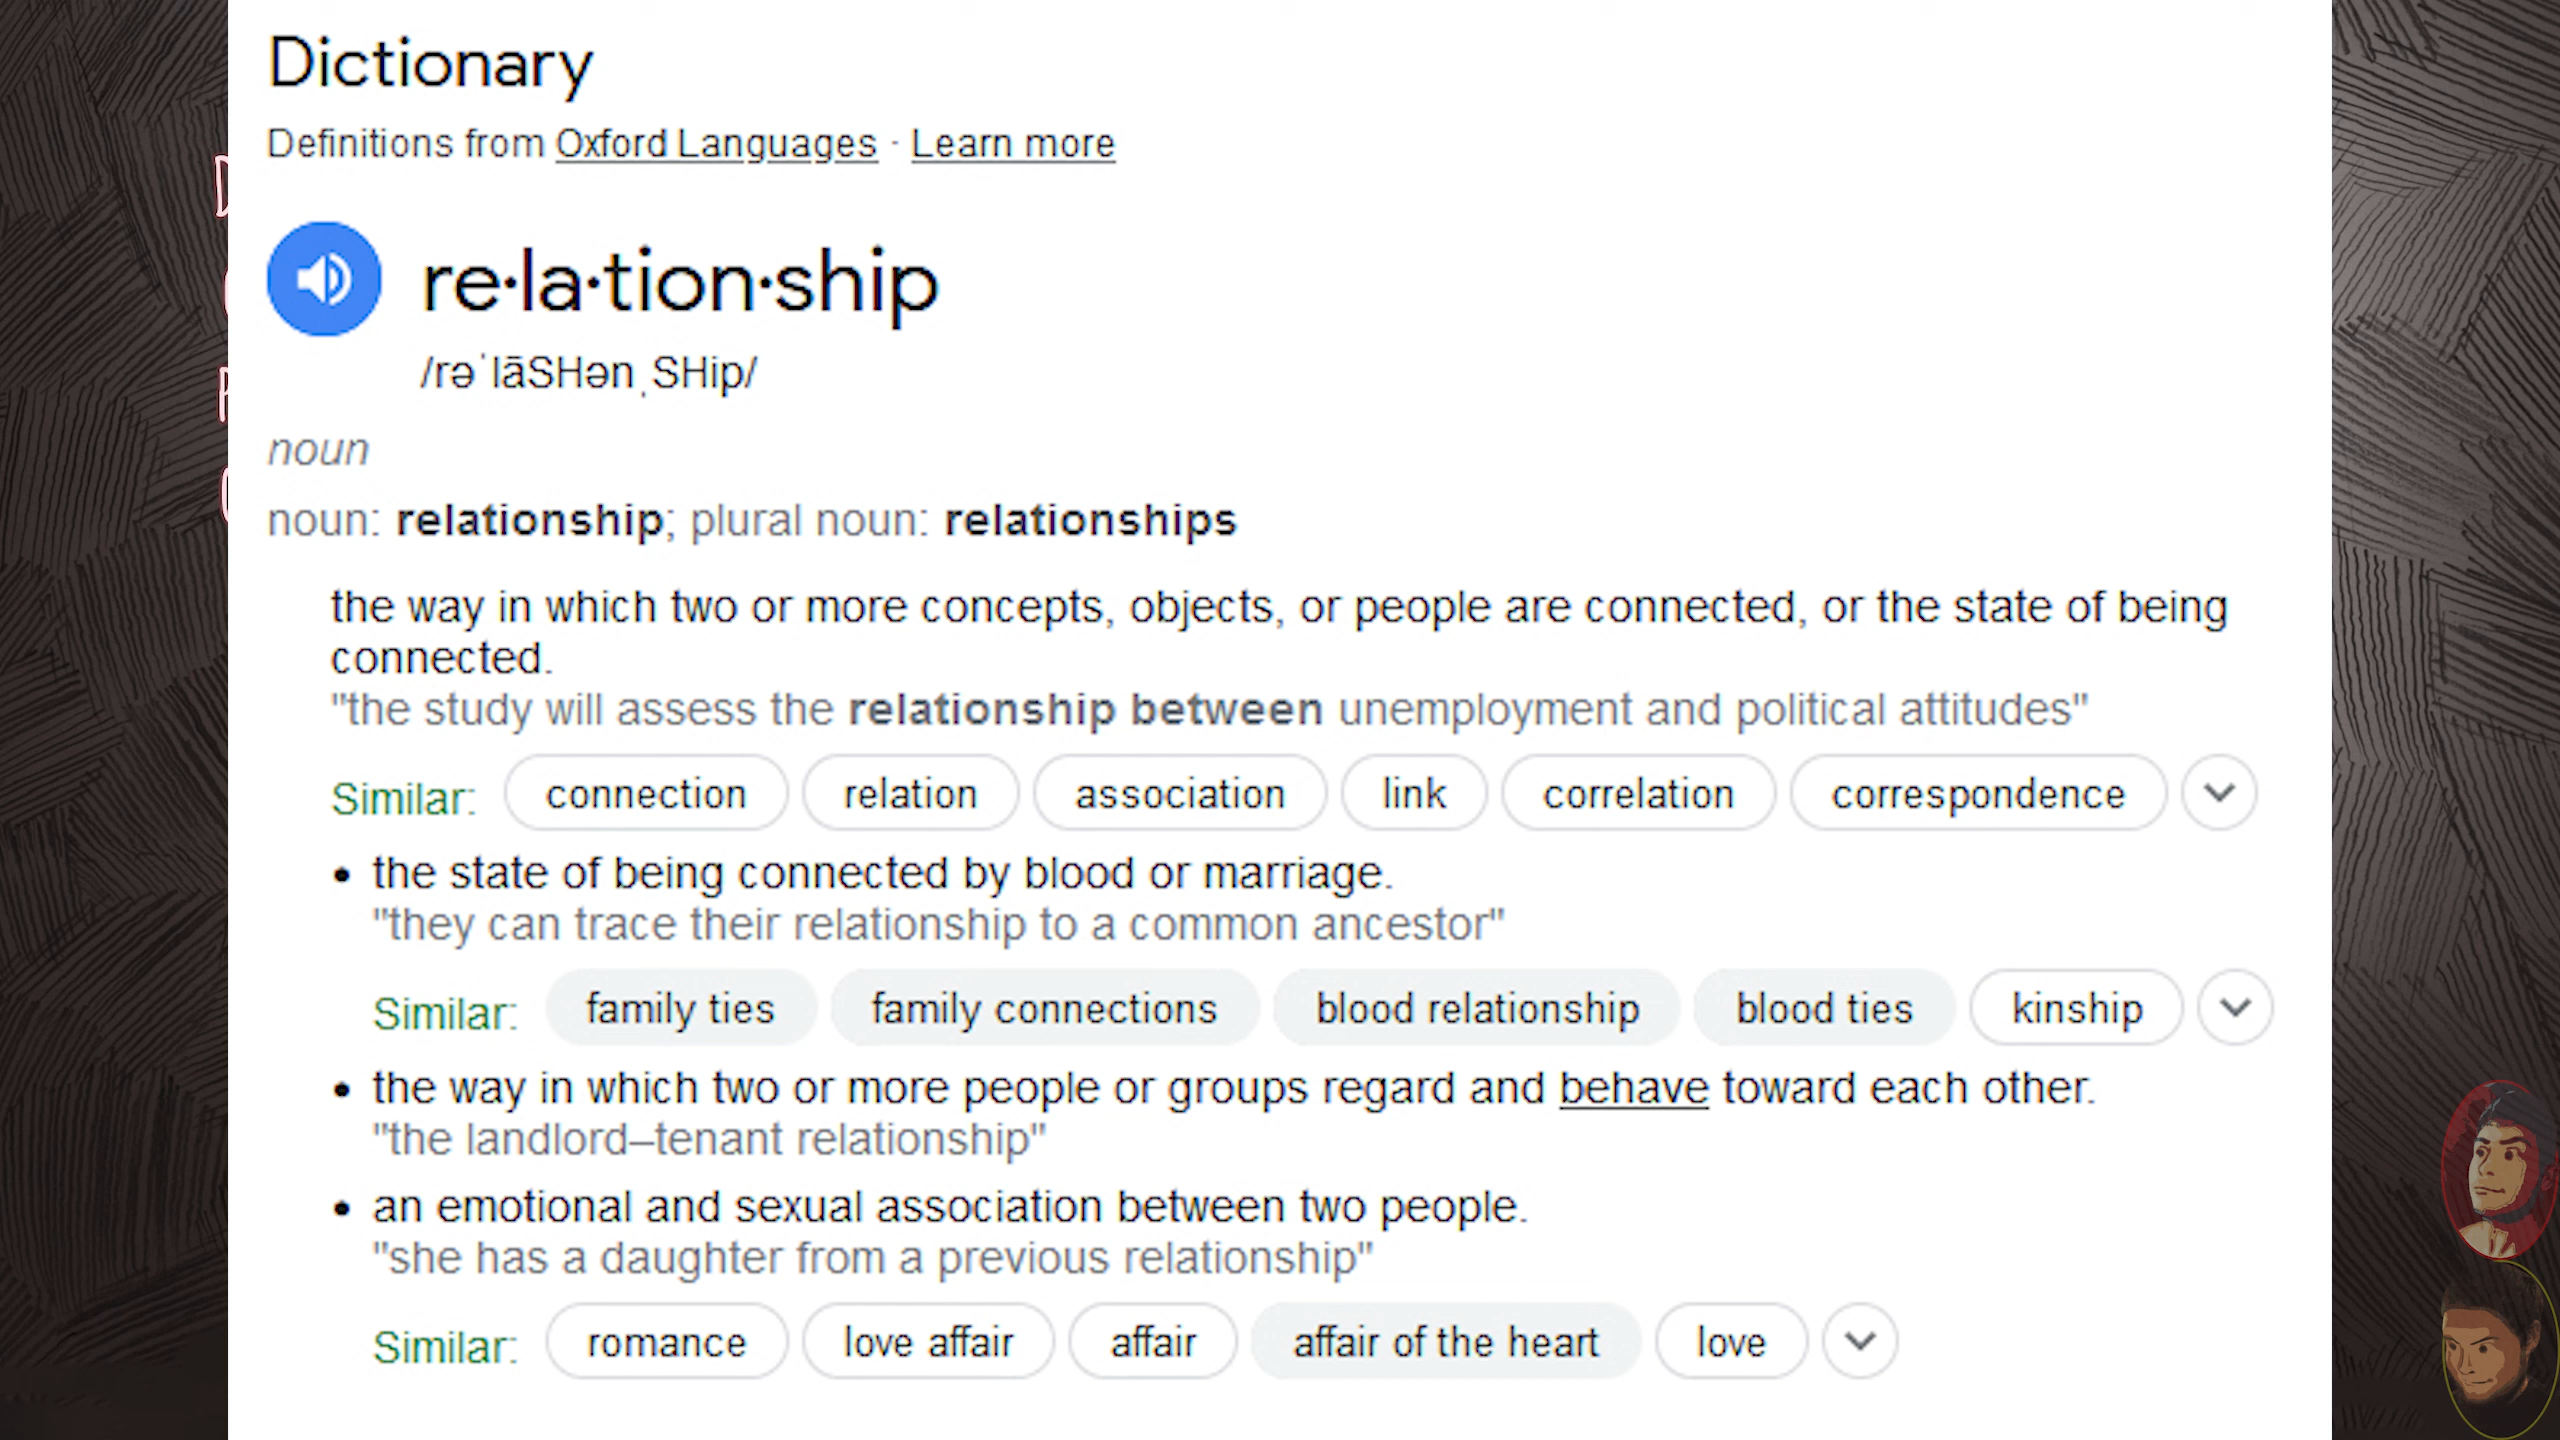 Dictionary
Definitions from Oxford Languages · Learn more
re·la·tion·ship
/rəˈlāSHənˌSHip/
noun
noun: relationship; plural noun: relationships
the way in which two or more concepts, objects, or people are connected, or the state of being
connected.
"the study will assess the relationship between unemployment and political attitudes"
Similar: connection relation association link correlation correspondence
• the state of being connected by blood or marriage.
"they can trace their relationship to a common ancestor"
Similar: family ties family connections blood relationship blood ties kinship
• the way in which two or more people or groups regard and behave toward each other.
"the landlord–tenant relationship"
• an emotional and sexual association between two people.
"she has a daughter from a previous relationship"
Similar: romance love affair affair affair of the heart love